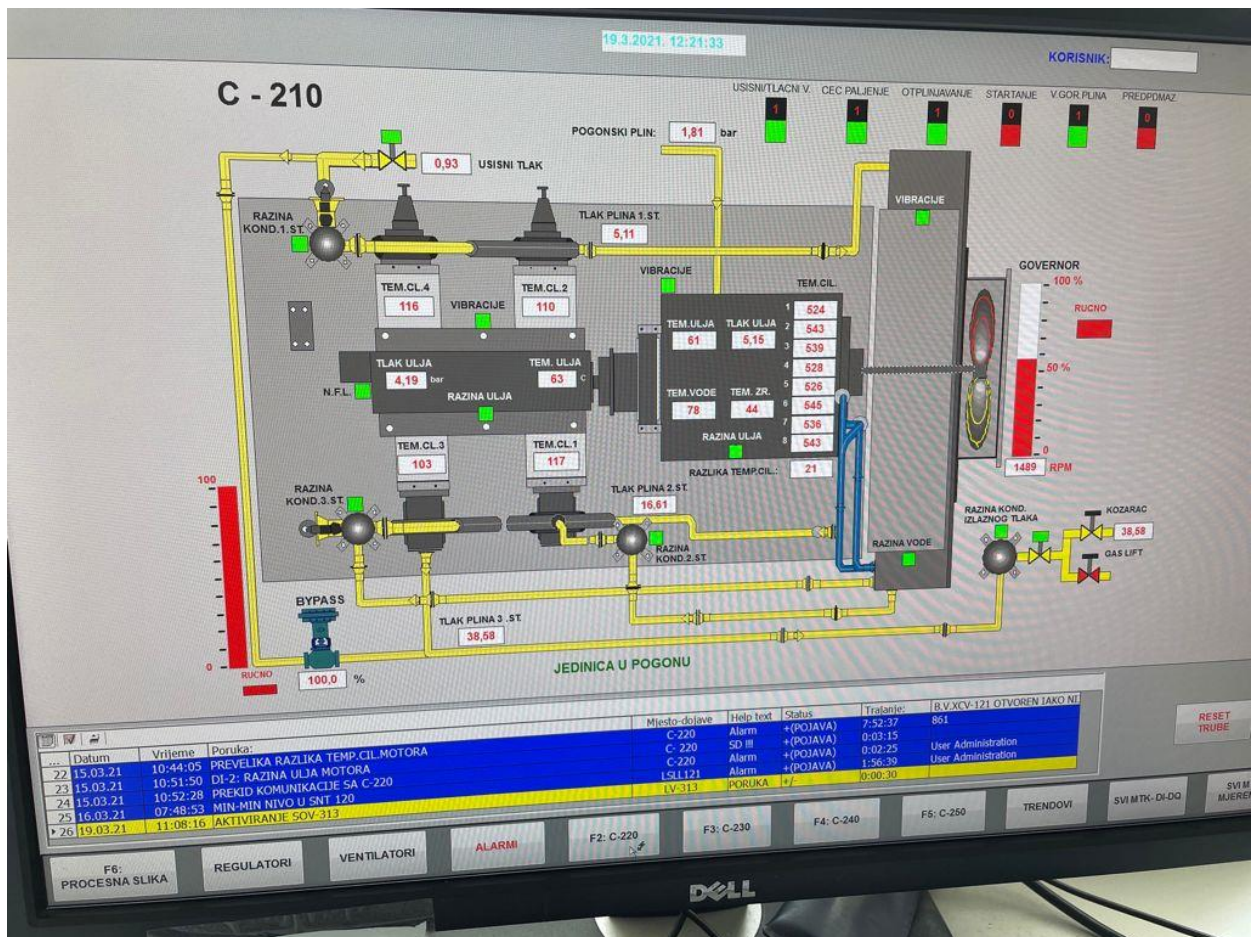 19.3.2021. 12:21:33
KORISNIK:
C - 210
USISNI/TLACNI V. CEC PALJENJE OTPLINJAVANJE STARTANJE V.GOR.PLINA PREDPDMAZ.
1 1 1 0 1 0
POGONSKI PLIN: 1,81 bar
0,93 USISNI TLAK
RAZINA
KOND.1.ST.
TLAK PLINA 1.ST.
5,11
VIBRACIJE
TEM.CL.4
116
TEM.CL.2
110
VIBRACIJE
VIBRACIJE
TEM.CIL.
1 524
2 543
3 539
4 528
5 526
6 545
7 536
8 543
TEM.ULJA
61
TLAK ULJA
5,15
TEM.VODE
78
TEM. ZR.
44
RAZINA ULJA
RAZLIKA TEMP.CIL.: 21
TLAK ULJA
4,19 bar
TEM. ULJA
63 C
N.F.L.
RAZINA ULJA
GOVERNOR
100 %
50 %
0
RUCNO
1489 RPM
TEM.CL.3
103
TEM.CL.1
117
RAZINA
KOND.3.ST.
TLAK PLINA 2.ST.
16,61
RAZINA
KOND.2.ST
RAZINA VODE
RAZINA KOND.
IZLAZNOG TLAKA
KOZARAC
38,58
GAS LIFT
100
0
RUCNO
BYPASS
100,0 %
TLAK PLINA 3 .ST.
38,58
JEDINICA U POGONU
... Datum Vrijeme Poruka: Mjesto-dojave Help text Status Trajanje: B.V.XCV-121 OTVOREN IAKO NI
22 15.03.21 10:44:05 PREVELIKA RAZLIKA TEMP.CIL.MOTORA C-220 Alarm +(POJAVA) 7:52:37 861
23 15.03.21 10:51:50 DI-2: RAZINA ULJA MOTORA C- 220 SD !!! +(POJAVA) 0:03:15
24 15.03.21 10:52:28 PREKID KOMUNIKACIJE SA C-220 C-220 Alarm +(POJAVA) 0:02:25 User Administration
25 16.03.21 07:48:53 MIN-MIN NIVO U SNT 120 LSLL121 Alarm +(POJAVA) 1:56:39 User Administration
26 19.03.21 11:08:16 AKTIVIRANJE SOV-313 LV-313 PORUKA +/- 0:00:30
RESET
TRUBE
F6:
PROCESNA SLIKA
REGULATORI
VENTILATORI
ALARMI
F2: C-220
F3: C-230
F4: C-240
F5: C-250
TRENDOVI
SVI MTK- DI-DQ
SVI M
MJEREN
DELL